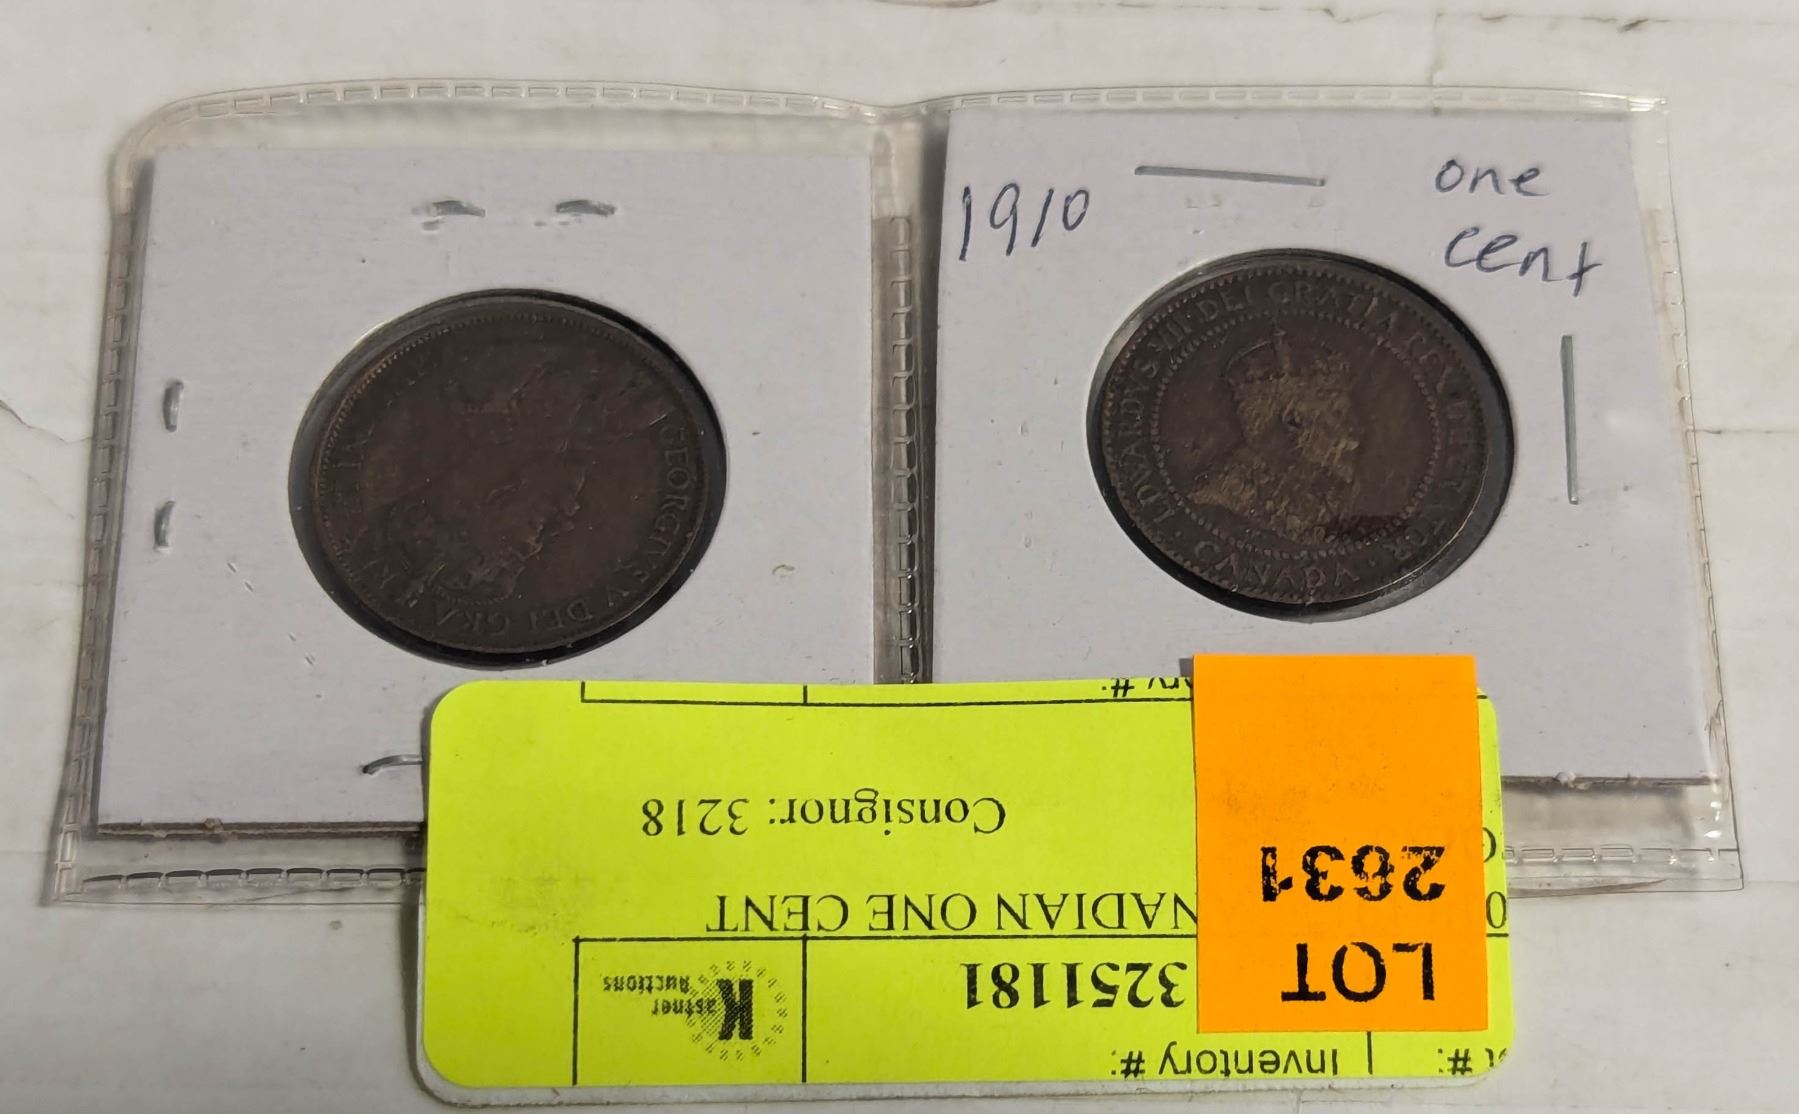 1910
one
cent
GEORGIVS V DEI GRA
EDWARDVS VII DEI GRATIA REX IMPERATOR
CANADA
LOT
2631
Inventory #:
3251181
Kastner
Auctions
NADIAN ONE CENT
Consignor: 3218